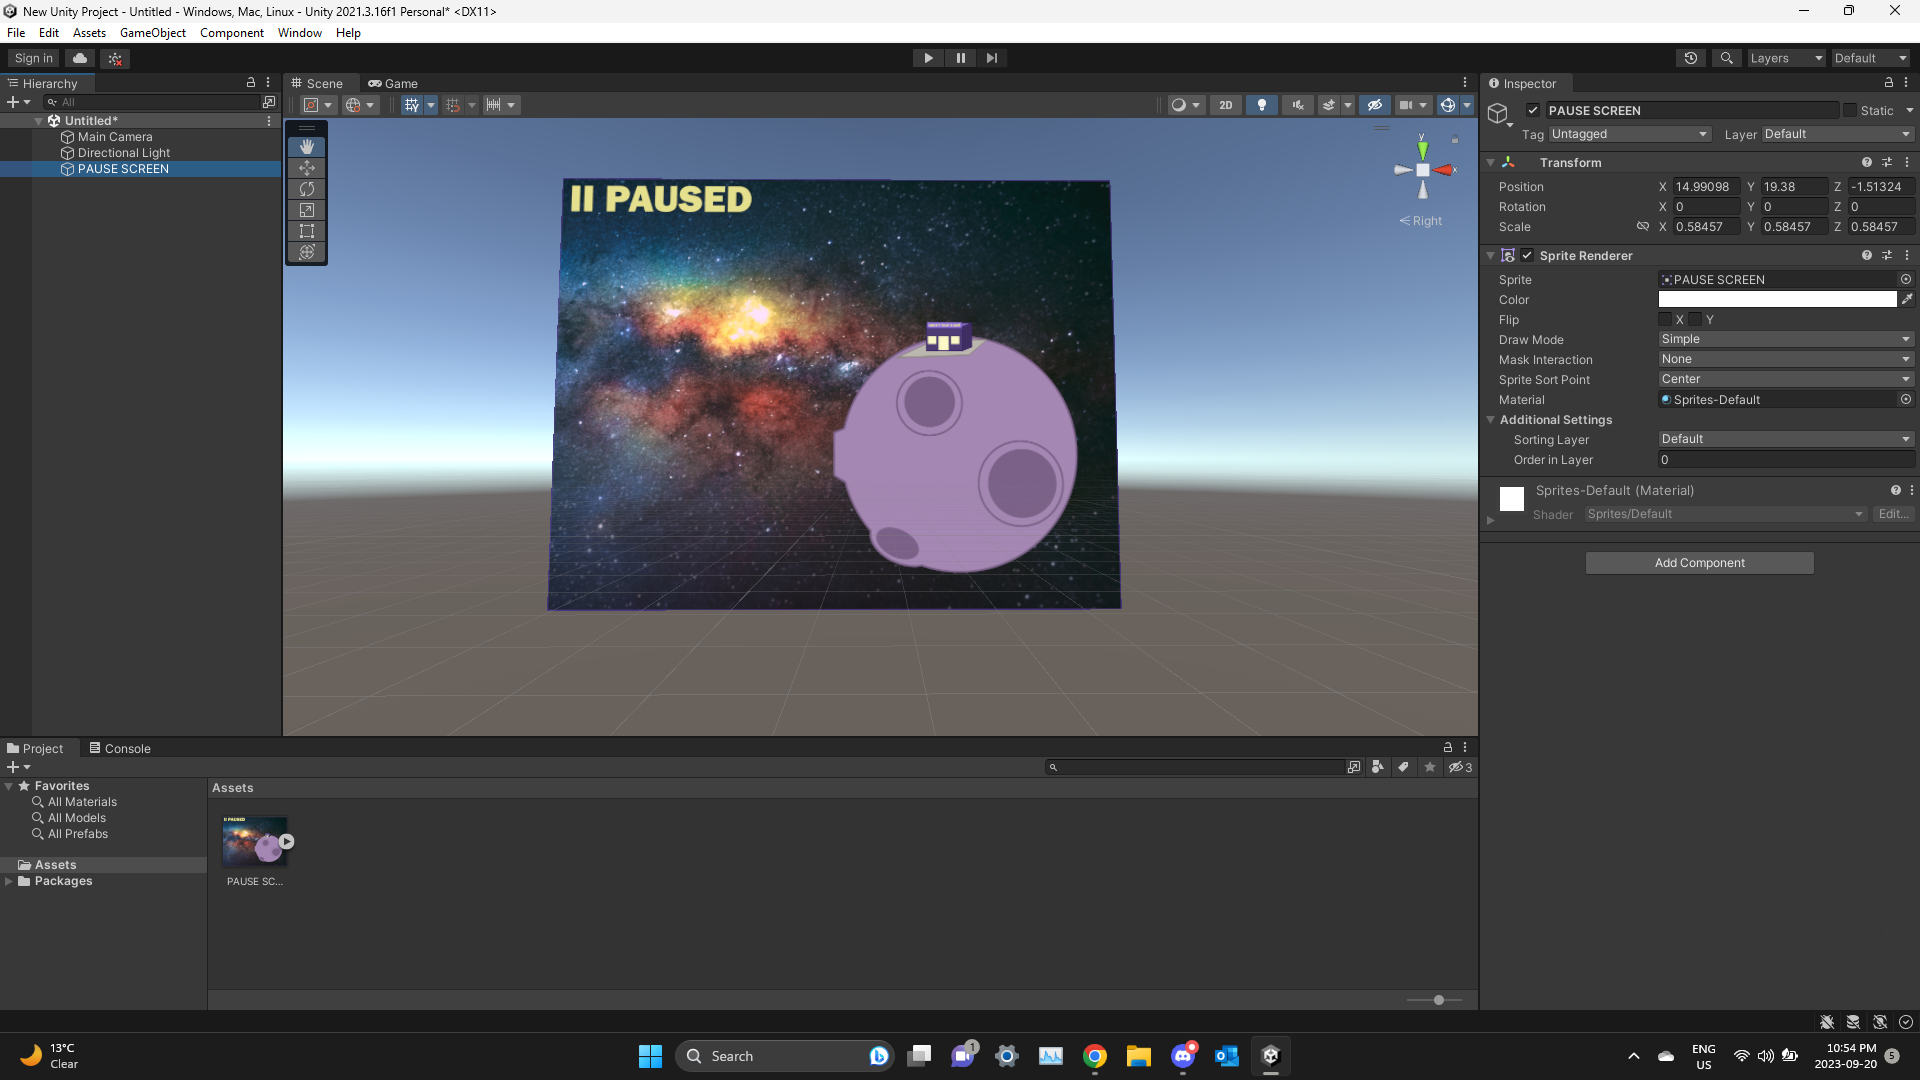 New Unity Project - Untitled - Windows, Mac, Linux - Unity 2021.3.16f1 Personal* <DX11>
File Edit Assets GameObject Component Window Help
Sign in Layers Default
Hierarchy
All
Untitled*
Main Camera
Directional Light
PAUSE SCREEN
Scene Game
2D
II PAUSED
y
x
Right
Inspector
PAUSE SCREEN Static
Tag Untagged Layer Default
Transform
Position X 14.99098 Y 19.38 Z -1.51324
Rotation X 0 Y 0 Z 0
Scale X 0.58457 Y 0.58457 Z 0.58457
Sprite Renderer
Sprite PAUSE SCREEN
Color
Flip X Y
Draw Mode Simple
Mask Interaction None
Sprite Sort Point Center
Material Sprites-Default
Additional Settings
Sorting Layer Default
Order in Layer 0
Sprites-Default (Material)
Shader Sprites/Default Edit...
Add Component
Project Console
3
Favorites
All Materials
All Models
All Prefabs
Assets
Packages
Assets
II PAUSED
PAUSE SC...
13°C
Clear
Search
1
ENG
US
10:54 PM
2023-09-20
5